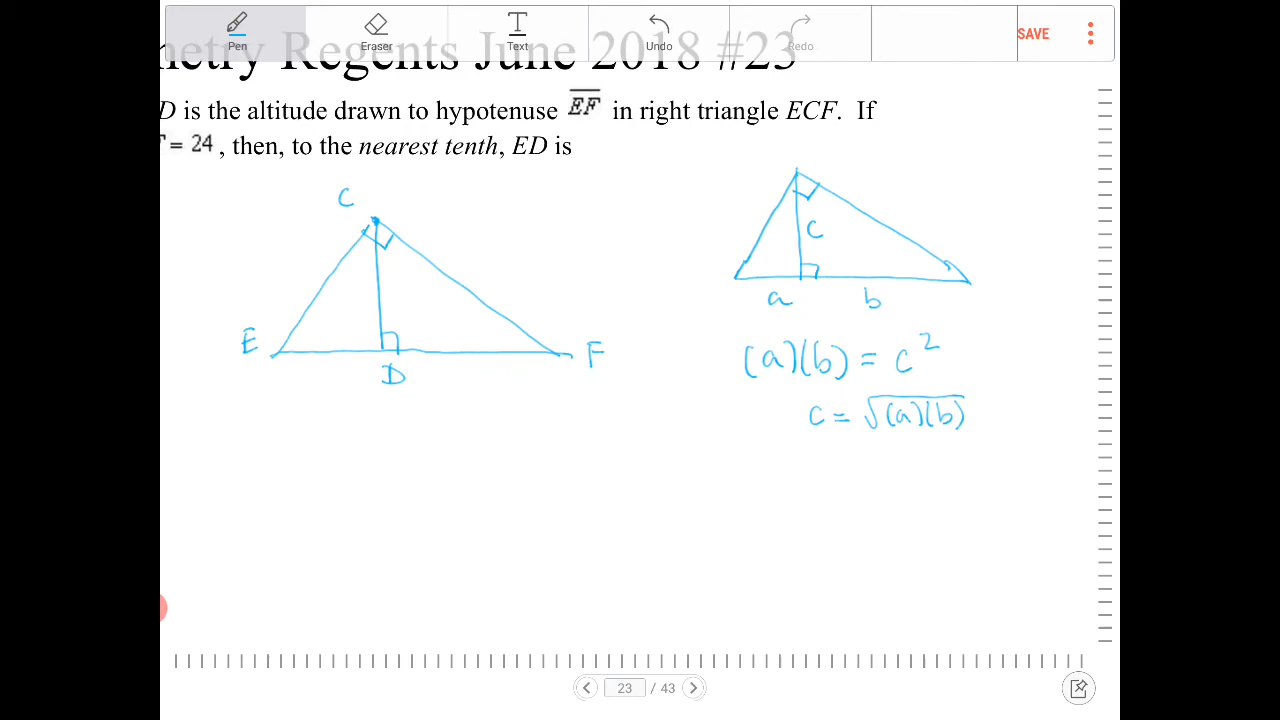 Pen Eraser Text Undo Redo SAVE
metry Regents June 2018 #23
D is the altitude drawn to hypotenuse EF in right triangle ECF. If
= 24 , then, to the nearest tenth, ED is
C
E
D
F
c
a b
(a)(b) = c²
c = √(a)(b)
23 / 43